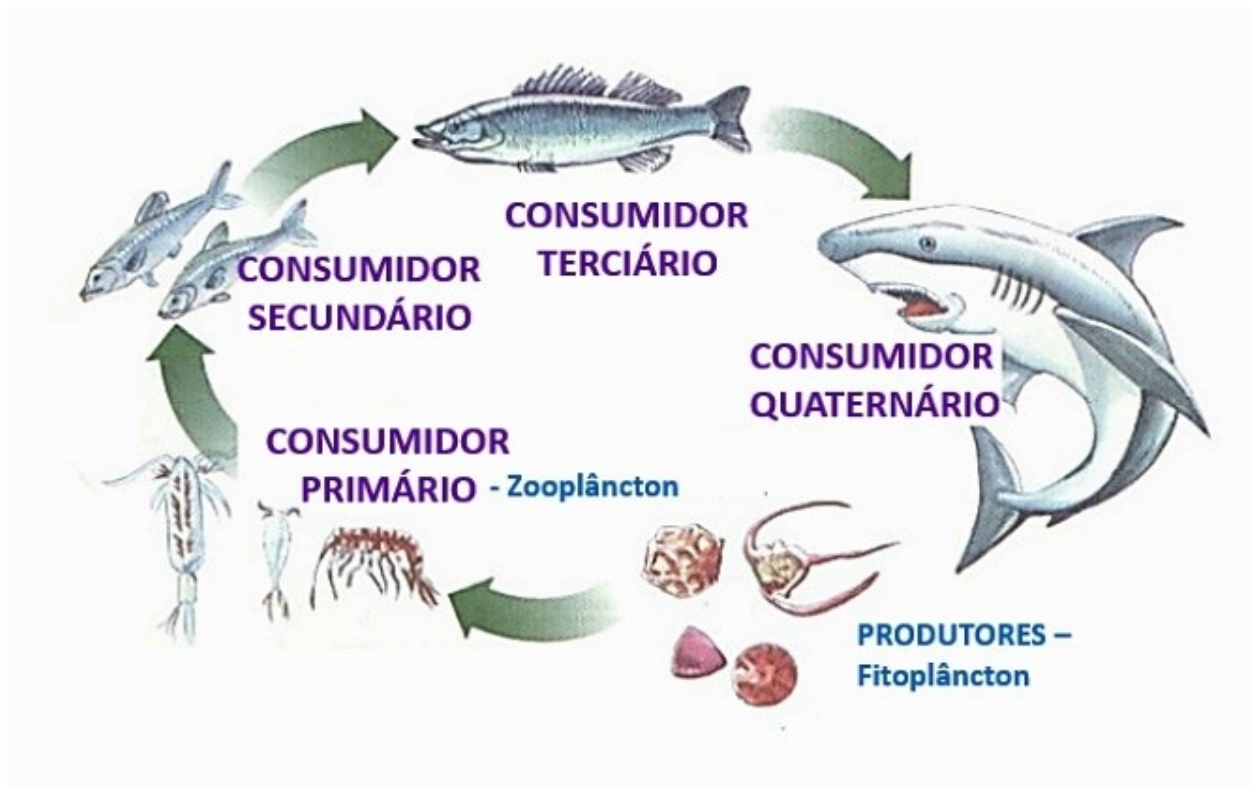 CONSUMIDOR
TERCIÁRIO
CONSUMIDOR
SECUNDÁRIO
CONSUMIDOR
QUATERNÁRIO
CONSUMIDOR
PRIMÁRIO - Zooplâncton
PRODUTORES –
Fitoplâncton